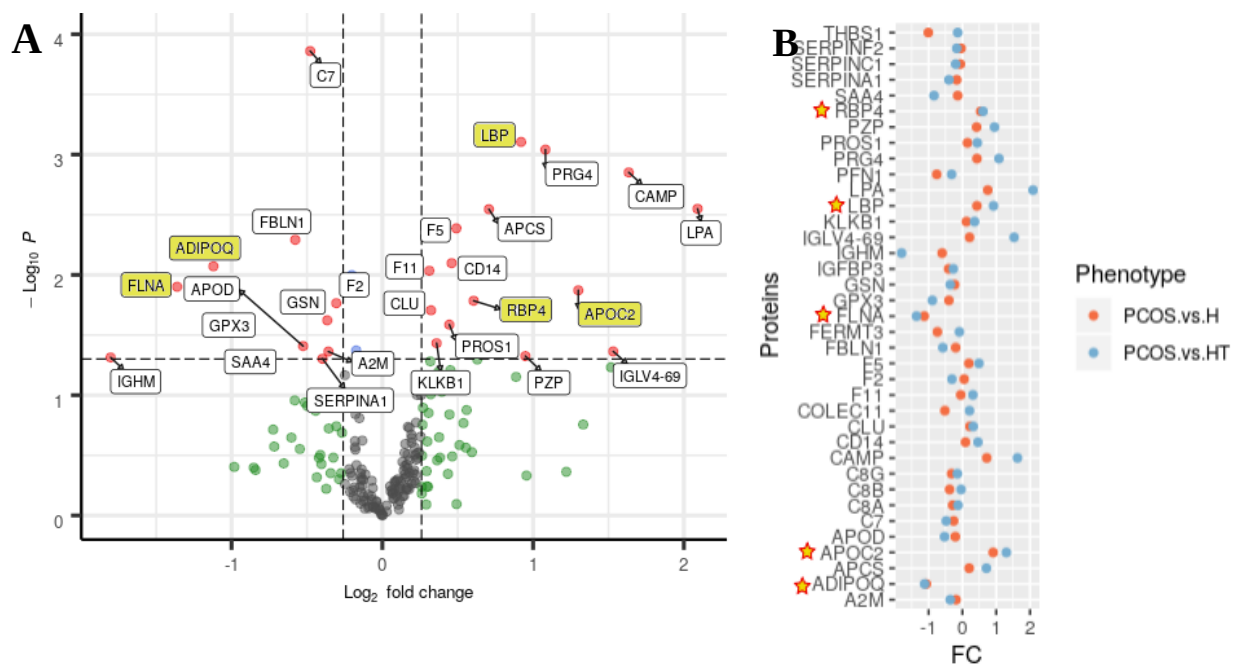 A
4
3
2
1
0
– Log10 P
C7
LBP
PRG4
CAMP
LPA
APCS
FBLN1
F5
ADIPOQ
FLNA
APOD
F2
F11
CD14
GSN
CLU
RBP4
APOC2
GPX3
PROS1
SAA4
A2M
IGHM
SERPINA1
KLKB1
PZP
IGLV4-69
-1
0
1
2
Log2 fold change
B
Proteins
THBS1
SERPINF2
SERPINC1
SERPINA1
SAA4
RBP4
PZP
PROS1
PRG4
PFN1
LPA
LBP
KLKB1
IGLV4-69
IGHM
IGFBP3
GSN
GPX3
FLNA
FERMT3
FBLN1
F5
F2
F11
COLEC11
CLU
CD14
CAMP
C8G
C8B
C8A
C7
APOD
APOC2
APCS
ADIPOQ
A2M
-1
0
1
2
FC
Phenotype
PCOS.vs.H
PCOS.vs.HT